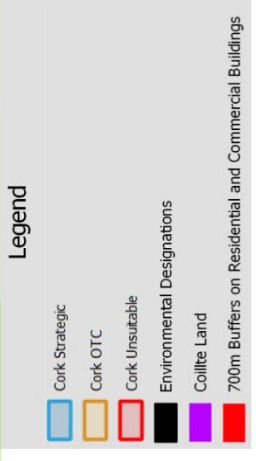 Legend
Cork Strategic
Cork OTC
Cork Unsuitable
Environmental Designations
Coillte Land
700m Buffers on Residential and Commercial Buildings